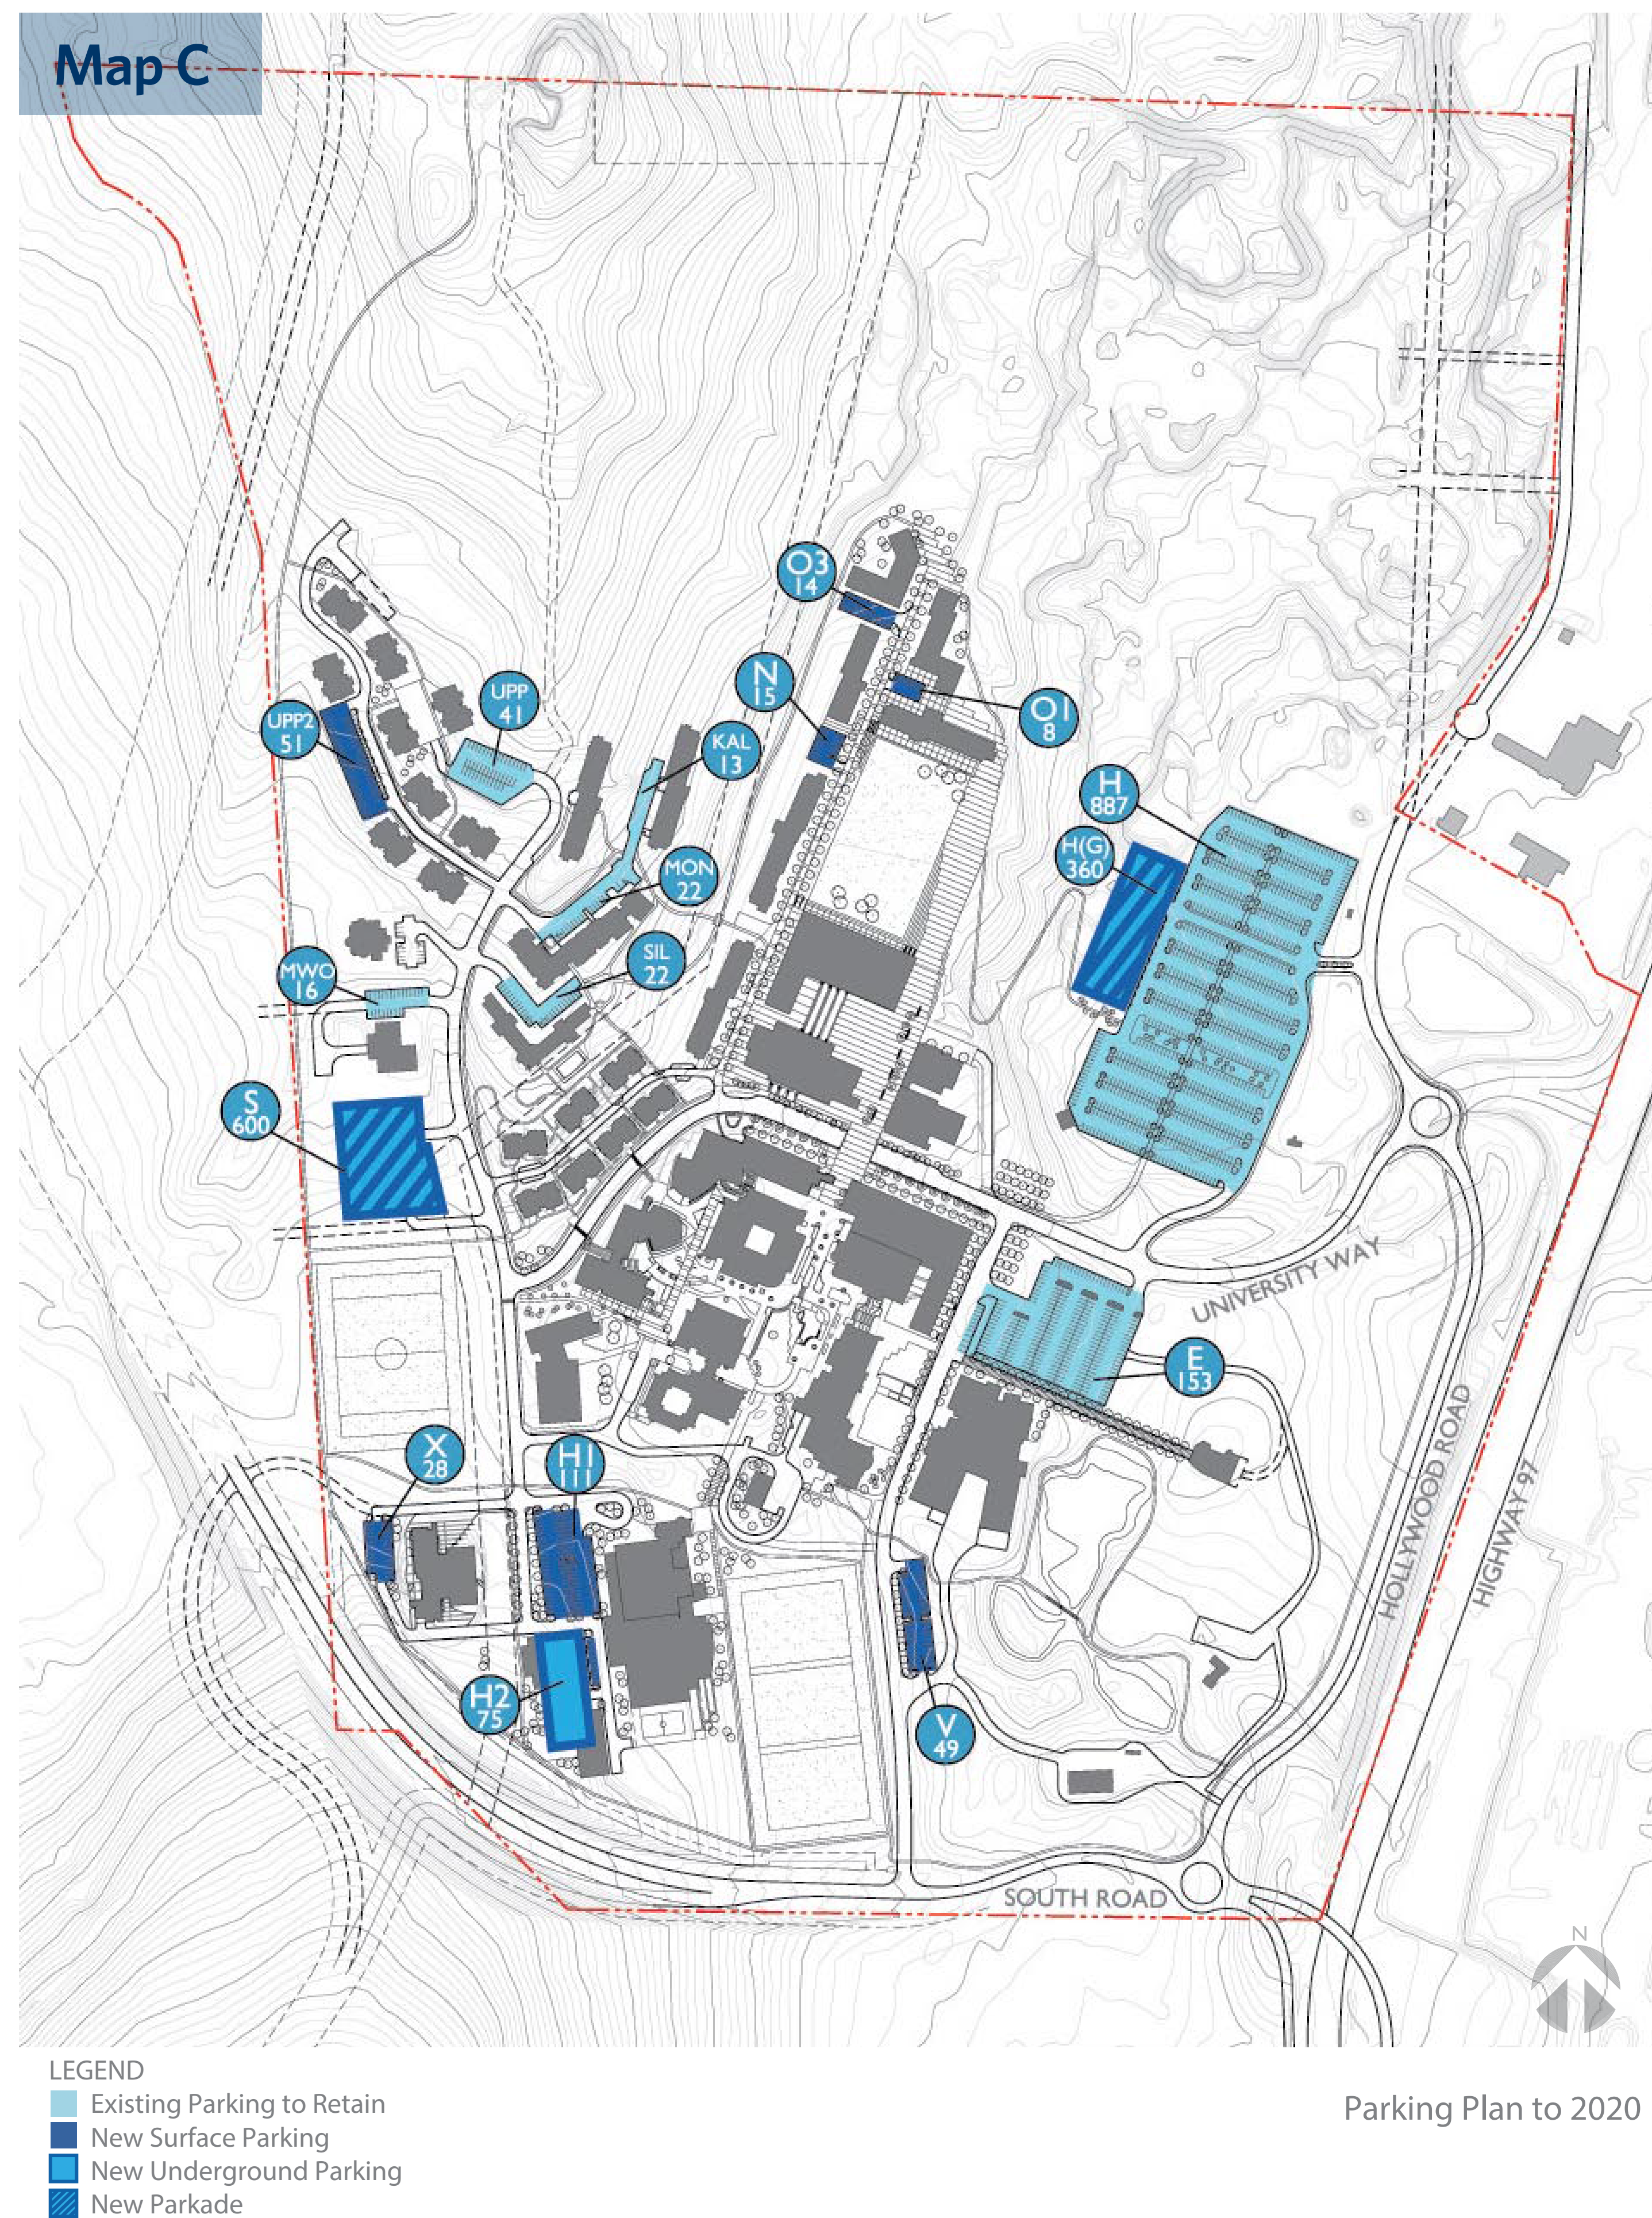 Map C
O3
14
N
15
UPP
41
UPP2
51
O1
8
KAL
13
H
887
H(G)
360
MON
22
SIL
22
MWO
16
S
600
UNIVERSITY WAY
E
153
HOLLYWOOD ROAD
HIGHWAY 97
X
28
H1
111
H2
75
V
49
SOUTH ROAD
N
LEGEND
Existing Parking to Retain
New Surface Parking
New Underground Parking
New Parkade
Parking Plan to 2020